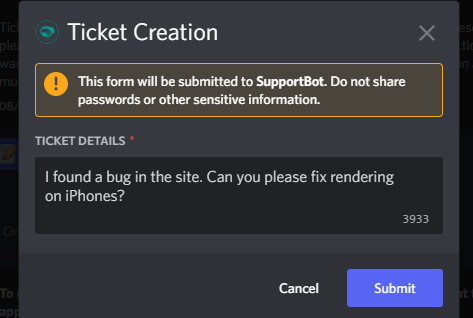 Ticket Creation
This form will be submitted to SupportBot. Do not share
passwords or other sensitive information.
TICKET DETAILS *
I found a bug in the site. Can you please fix rendering
on iPhones?
3933
Cancel
Submit